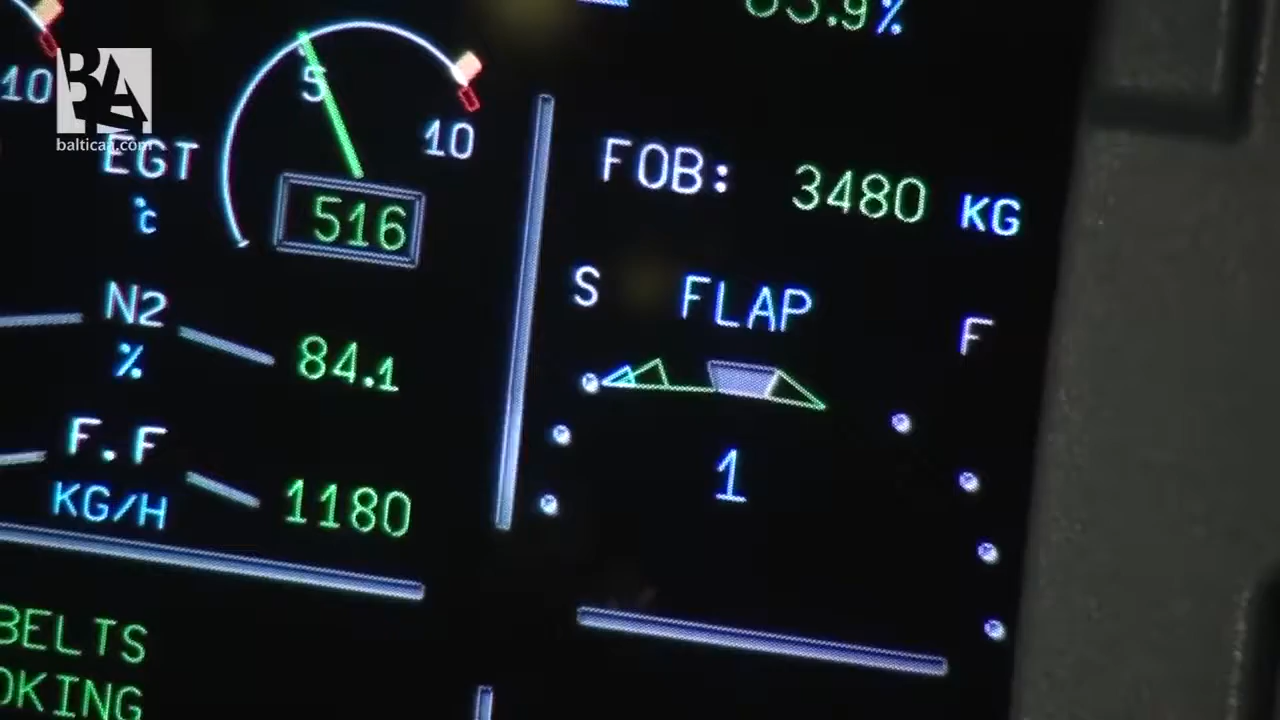 83.9%
10
5
10
BA
balticaa.com
EGT
°C
516
FOB: 3480 KG
S FLAP F
N2
%
84.1
1
F.F
KG/H
1180
BELTS
OKING